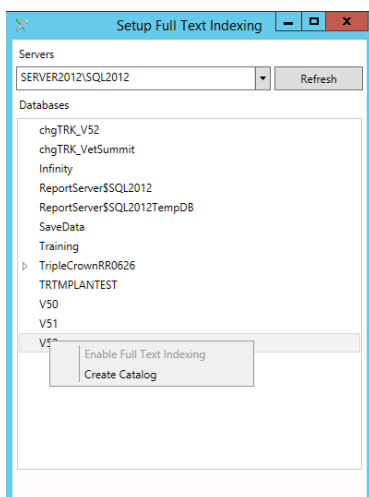 Setup Full Text Indexing
Servers
SERVER2012\SQL2012
Refresh
Databases
chgTRK_V52
chgTRK_VetSummit
Infinity
ReportServer$SQL2012
ReportServer$SQL2012TempDB
SaveData
Training
TripleCrownRR0626
TRTMPLANTEST
V50
V51
Enable Full Text Indexing
Create Catalog